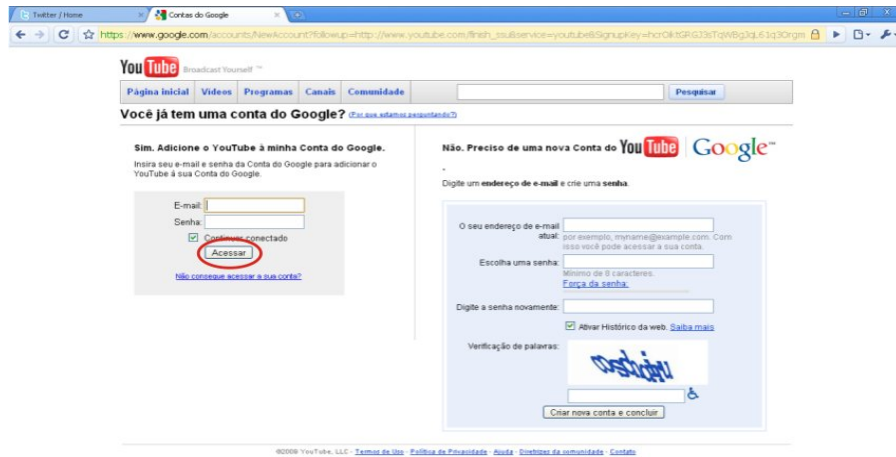 Twitter / Home
Contas do Google
https://www.google.com/accounts/NewAccount?followup=http://www.youtube.com/finish_ssu&service=youtube&SignupKey=
You Tube Broadcast Yourself ™
Página inicial Vídeos Programas Canais Comunidade Pesquisar
Você já tem uma conta do Google? (Por que estamos perguntando?)
Sim. Adicione o YouTube à minha Conta do Google.
Insira seu e-mail e senha da Conta do Google para adicionar o
YouTube à sua Conta do Google.
E-mail:
Senha:
Continuar conectado
Acessar
Não consegue acessar a sua conta?
Não. Preciso de uma nova Conta do You Tube Google™
.
Digite um endereço de e-mail e crie uma senha.
O seu endereço de e-mail
atual:
por exemplo, myname@example.com. Com
isso você pode acessar a sua conta.
Escolha uma senha:
Mínimo de 8 caracteres.
Força da senha:
Digite a senha novamente:
Ativar Histórico da web. Saiba mais
Verificação de palavras:
Criar nova conta e concluir
©2009 YouTube, LLC - Termos de Uso - Política de Privacidade - Ajuda - Diretrizes da comunidade - Contato